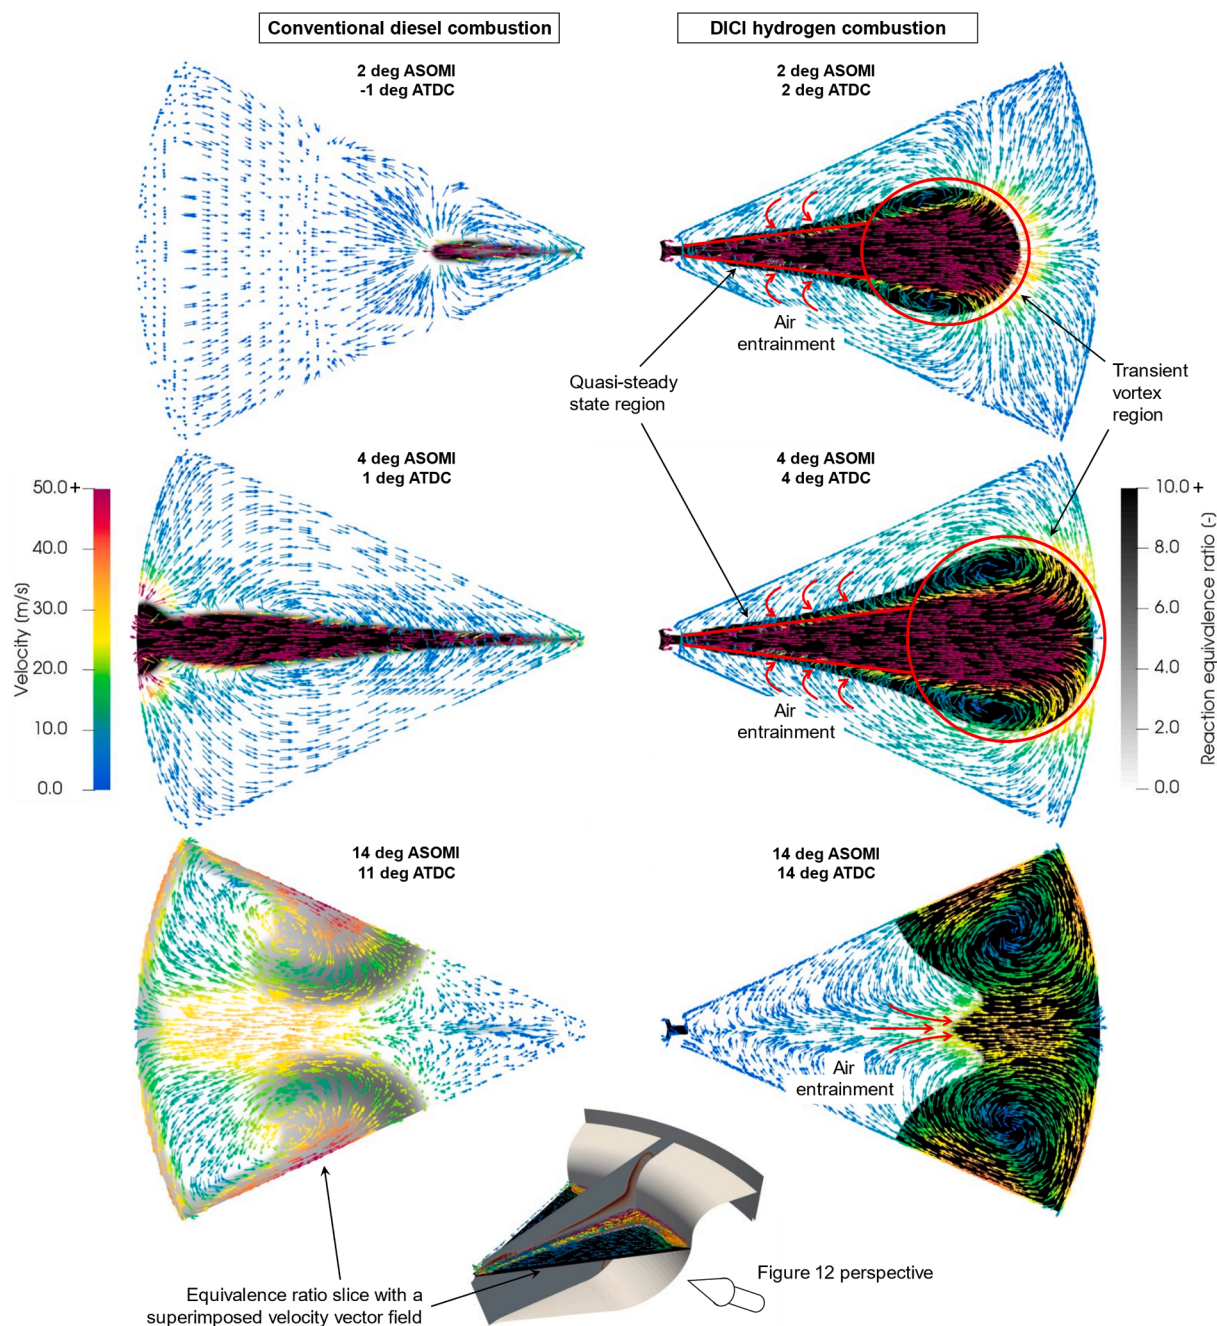 Conventional diesel combustion
DICI hydrogen combustion
2 deg ASOMI
-1 deg ATDC
2 deg ASOMI
2 deg ATDC
Air
entrainment
Quasi-steady
state region
Transient
vortex
region
4 deg ASOMI
1 deg ATDC
4 deg ASOMI
4 deg ATDC
50.0+
40.0
30.0
20.0
10.0
0.0
Velocity (m/s)
10.0+
8.0
6.0
4.0
2.0
0.0
Reaction equivalence ratio (-)
Air
entrainment
14 deg ASOMI
11 deg ATDC
14 deg ASOMI
14 deg ATDC
Air
entrainment
Figure 12 perspective
Equivalence ratio slice with a
superimposed velocity vector field